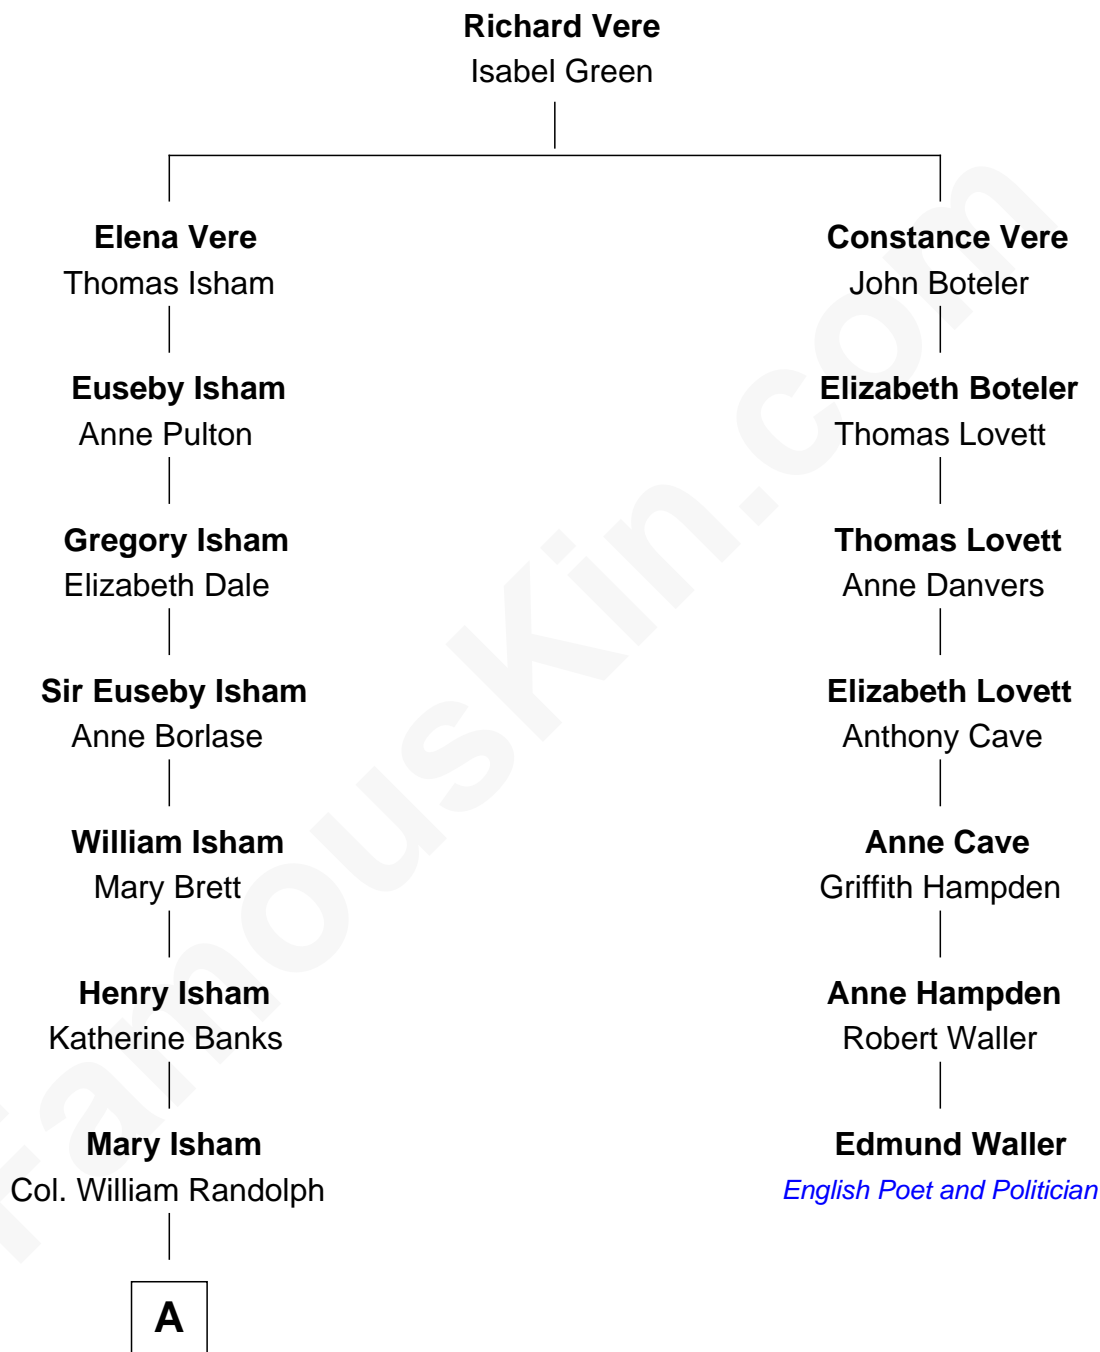 Richard Vere
Isabel Green
Elena Vere
Thomas Isham
Constance Vere
John Boteler
Euseby Isham
Anne Pulton
Elizabeth Boteler
Thomas Lovett
Gregory Isham
Elizabeth Dale
Thomas Lovett
Anne Danvers
Sir Euseby Isham
Anne Borlase
Elizabeth Lovett
Anthony Cave
William Isham
Mary Brett
Anne Cave
Griffith Hampden
Henry Isham
Katherine Banks
Anne Hampden
Robert Waller
Mary Isham
Col. William Randolph
Edmund Waller
English Poet and Politician
A
FamousKin.com